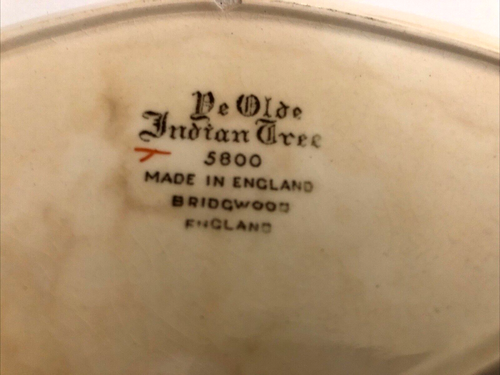 Ye Olde
Indian Tree
5800
MADE IN ENGLAND
BRIDGWOOD
ENGLAND